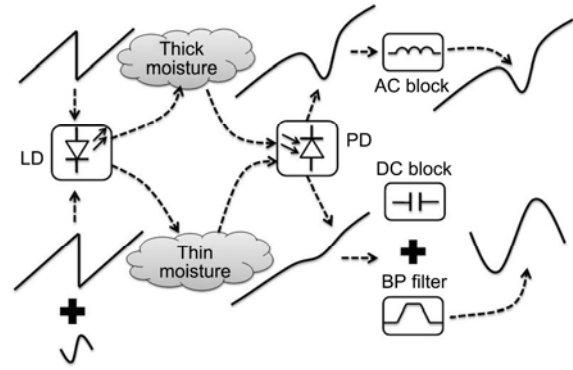 Thick
moisture
AC block
LD
PD
DC block
Thin
moisture
BP filter